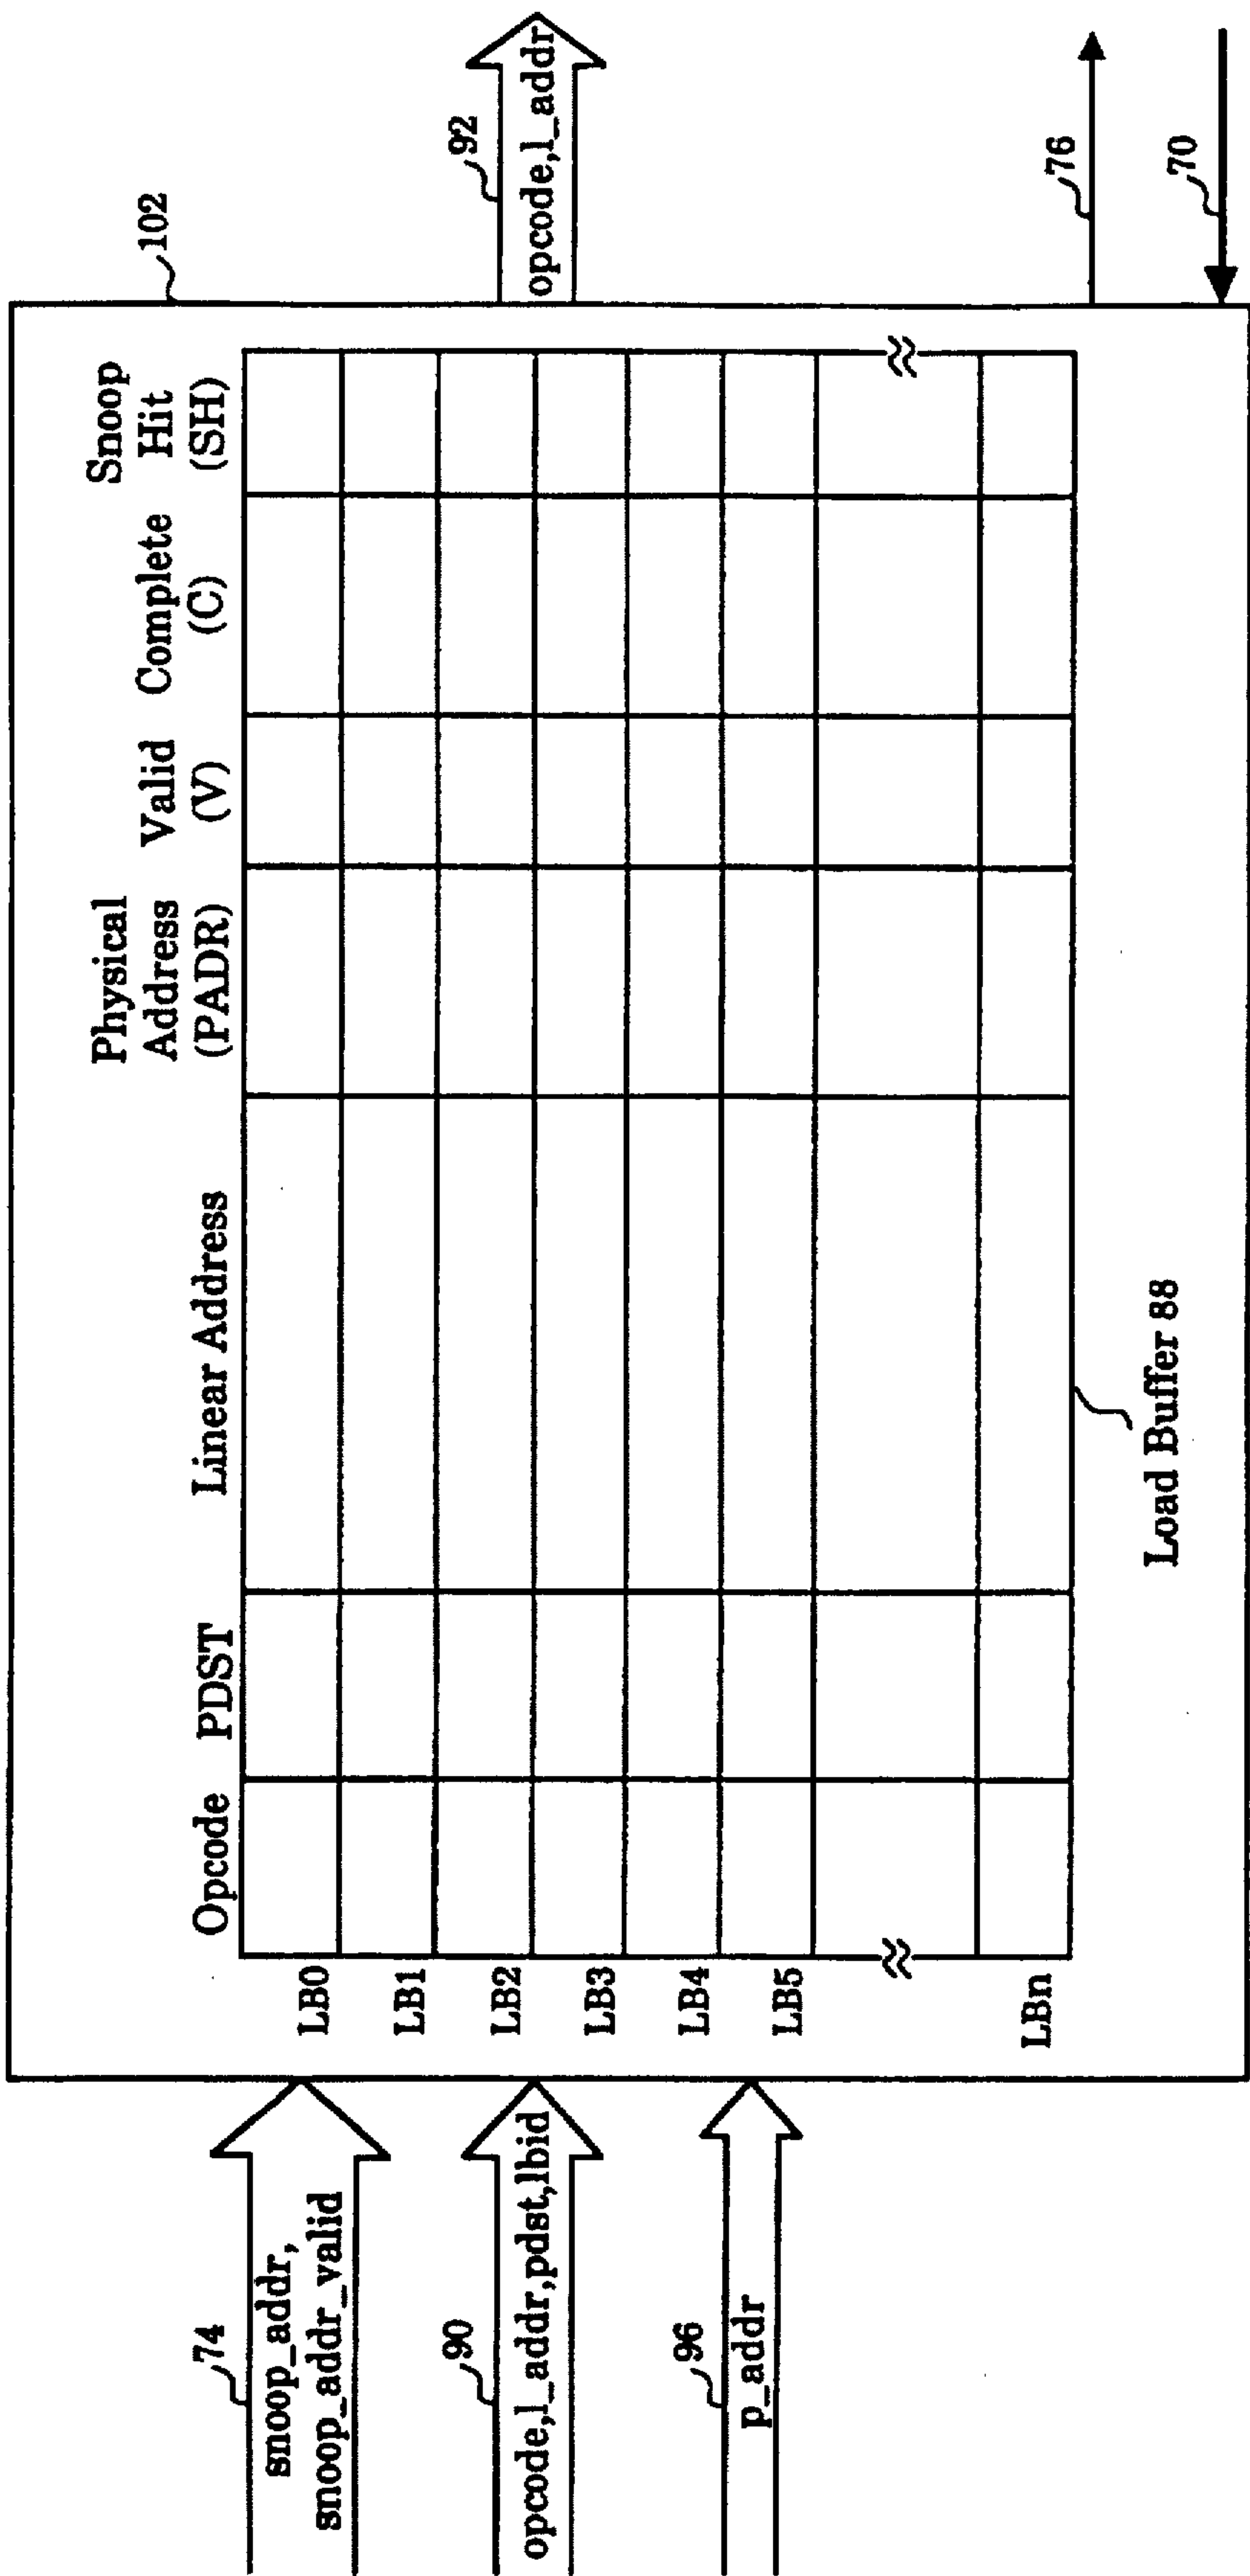 102
Opcode
PDST
Linear Address
Physical
Address
(PADR)
Valid
(V)
Complete
(C)
Snoop
Hit
(SH)
LB0
LB1
LB2
LB3
LB4
LB5
LBn
74
snoop_addr,
snoop_addr_valid
90
opcode,l_addr,pdst,lbid
96
p_addr
92
opcode,l_addr
76
70
Load Buffer 88